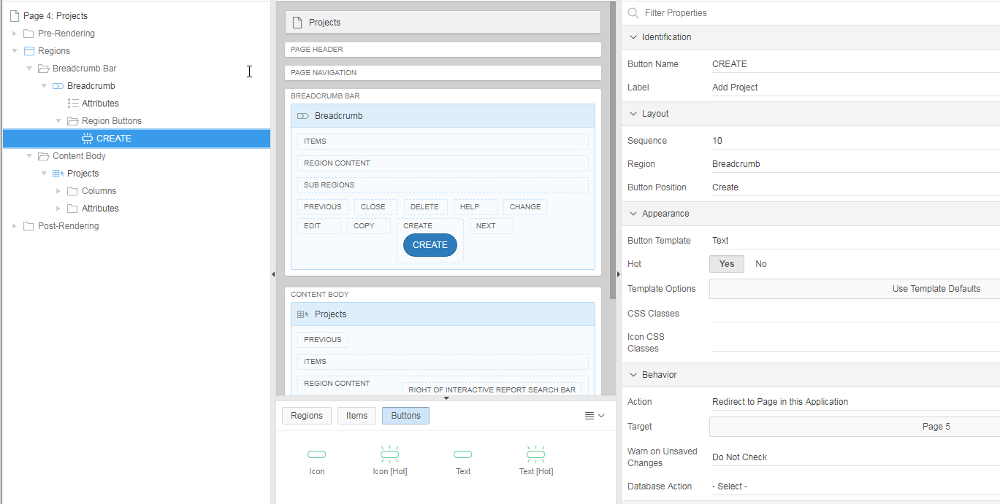 Page 4: Projects
Pre-Rendering
Regions
Breadcrumb Bar
Breadcrumb
Attributes
Region Buttons
CREATE
Content Body
Projects
Columns
Attributes
Post-Rendering
Projects
PAGE HEADER
PAGE NAVIGATION
BREADCRUMB BAR
Breadcrumb
ITEMS
REGION CONTENT
SUB REGIONS
PREVIOUS CLOSE DELETE HELP CHANGE
EDIT COPY CREATE NEXT
CREATE
CONTENT BODY
Projects
PREVIOUS
ITEMS
REGION CONTENT
RIGHT OF INTERACTIVE REPORT SEARCH BAR
Regions Items Buttons
Icon Icon [Hot] Text Text [Hot]
Filter Properties
Identification
Button Name CREATE
Label Add Project
Layout
Sequence 10
Region Breadcrumb
Button Position Create
Appearance
Button Template Text
Hot Yes No
Template Options Use Template Defaults
CSS Classes
Icon CSS
Classes
Behavior
Action Redirect to Page in this Application
Target Page 5
Warn on Unsaved
Changes Do Not Check
Database Action - Select -